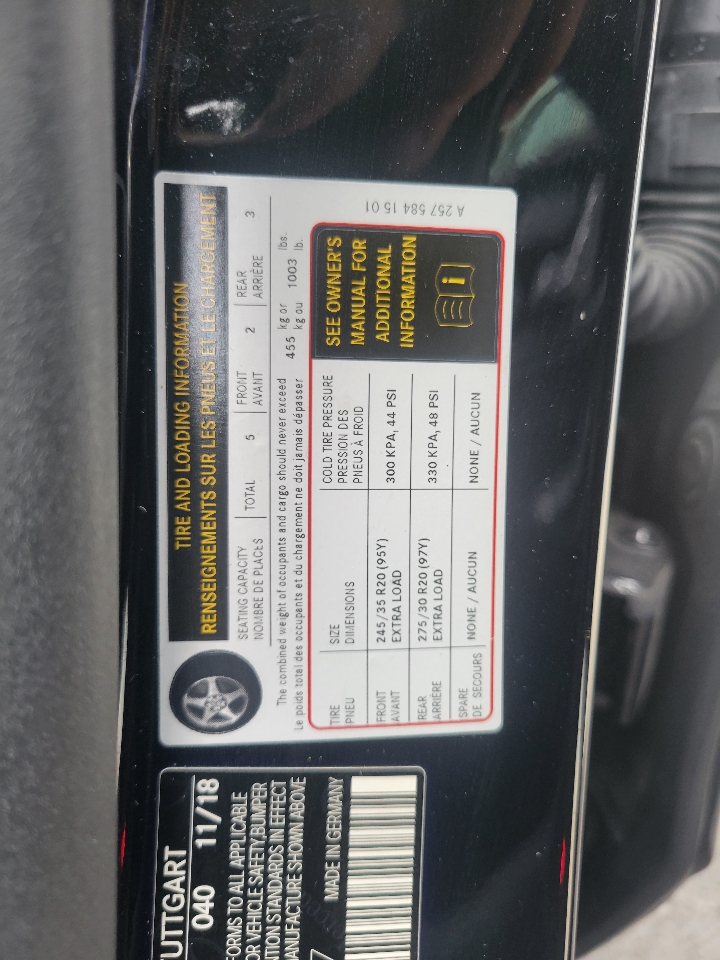 TIRE AND LOADING INFORMATION
RENSEIGNEMENTS SUR LES PNEUS ET LE CHARGEMENT
SEATING CAPACITY
NOMBRE DE PLACES
TOTAL 5
FRONT
AVANT
2
REAR
ARRIÈRE
3
The combined weight of occupants and cargo should never exceed 455 kg or 1003 lbs.
Le poids total des occupants et du chargement ne doit jamais dépasser kg ou lb.
TIRE
PNEU
SIZE
DIMENSIONS
COLD TIRE PRESSURE
PRESSION DES
PNEUS À FROID
FRONT
AVANT
245/35 R20 (95Y)
EXTRA LOAD
300 KPA, 44 PSI
REAR
ARRIÈRE
275/30 R20 (97Y)
EXTRA LOAD
330 KPA, 48 PSI
SPARE
DE SECOURS
NONE / AUCUN
NONE / AUCUN
SEE OWNER'S
MANUAL FOR
ADDITIONAL
INFORMATION
i
A 257 584 15 01
UTTGART
040 11/18
FORMS TO ALL APPLICABLE
OR VEHICLE SAFETY, BUMPER
TION STANDARDS IN EFFECT
ANUFACTURE SHOWN ABOVE
MADE IN GERMANY
7